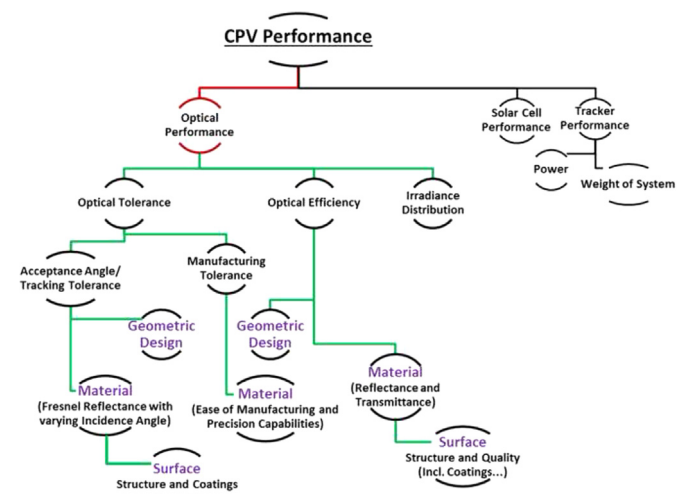 CPV Performance
Optical
Performance
Solar Cell
Performance
Tracker
Performance
Power
Weight of System
Optical Tolerance
Optical Efficiency
Irradiance
Distribution
Acceptance Angle/
Tracking Tolerance
Manufacturing
Tolerance
Geometric
Design
Geometric
Design
Material
(Fresnel Reflectance with
varying Incidence Angle)
Material
(Ease of Manufacturing and
Precision Capabilities)
Material
(Reflectance and
Transmittance)
Surface
Structure and Coatings
Surface
Structure and Quality
(Incl. Coatings...)